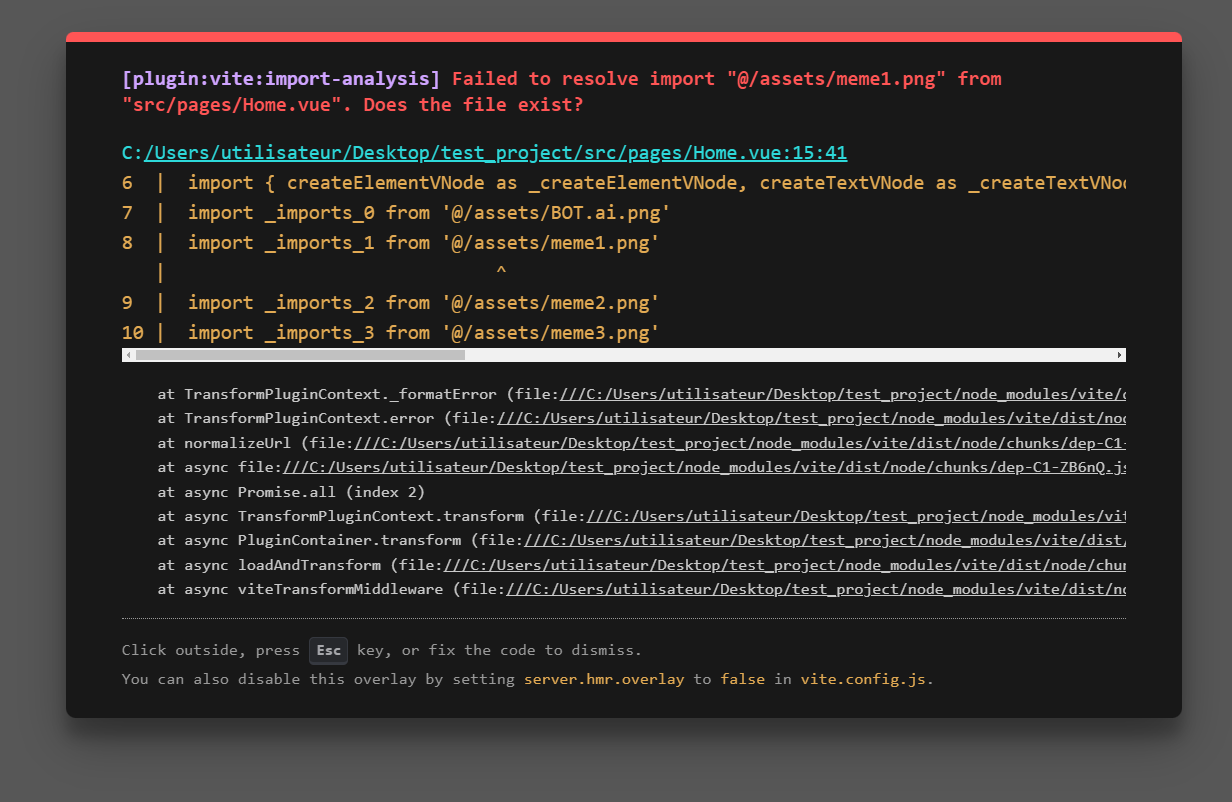 [plugin:vite:import-analysis] Failed to resolve import "@/assets/meme1.png" from
"src/pages/Home.vue". Does the file exist?
C:/Users/utilisateur/Desktop/test_project/src/pages/Home.vue:15:41
6  |  import { createElementVNode as _createElementVNode, createTextVNode as _createTextVNo
7  |  import _imports_0 from '@/assets/BOT.ai.png'
8  |  import _imports_1 from '@/assets/meme1.png'
   |                              ^
9  |  import _imports_2 from '@/assets/meme2.png'
10 |  import _imports_3 from '@/assets/meme3.png'
at TransformPluginContext._formatError (file:///C:/Users/utilisateur/Desktop/test_project/node_modules/vite/
at TransformPluginContext.error (file:///C:/Users/utilisateur/Desktop/test_project/node_modules/vite/dist/no
at normalizeUrl (file:///C:/Users/utilisateur/Desktop/test_project/node_modules/vite/dist/node/chunks/dep-C1-
at async file:///C:/Users/utilisateur/Desktop/test_project/node_modules/vite/dist/node/chunks/dep-C1-ZB6nQ.js
at async Promise.all (index 2)
at async TransformPluginContext.transform (file:///C:/Users/utilisateur/Desktop/test_project/node_modules/vit
at async PluginContainer.transform (file:///C:/Users/utilisateur/Desktop/test_project/node_modules/vite/dist/
at async loadAndTransform (file:///C:/Users/utilisateur/Desktop/test_project/node_modules/vite/dist/node/chu
at async viteTransformMiddleware (file:///C:/Users/utilisateur/Desktop/test_project/node_modules/vite/dist/no
Click outside, press Esc key, or fix the code to dismiss.
You can also disable this overlay by setting server.hmr.overlay to false in vite.config.js.